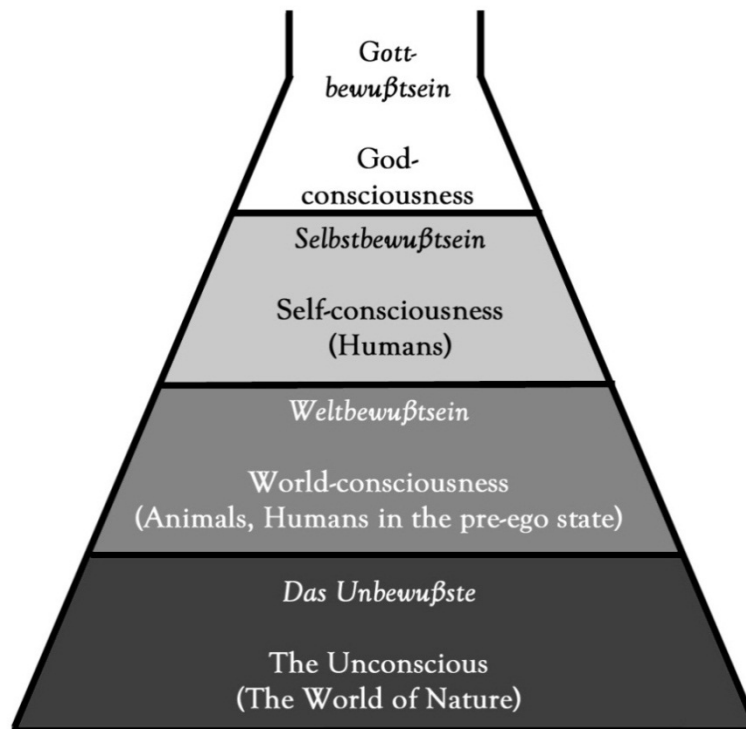 Gott-
bewußtsein
God-
consciousness
Selbstbewußtsein
Self-consciousness
(Humans)
Weltbewußtsein
World-consciousness
(Animals, Humans in the pre-ego state)
Das Unbewußste
The Unconscious
(The World of Nature)